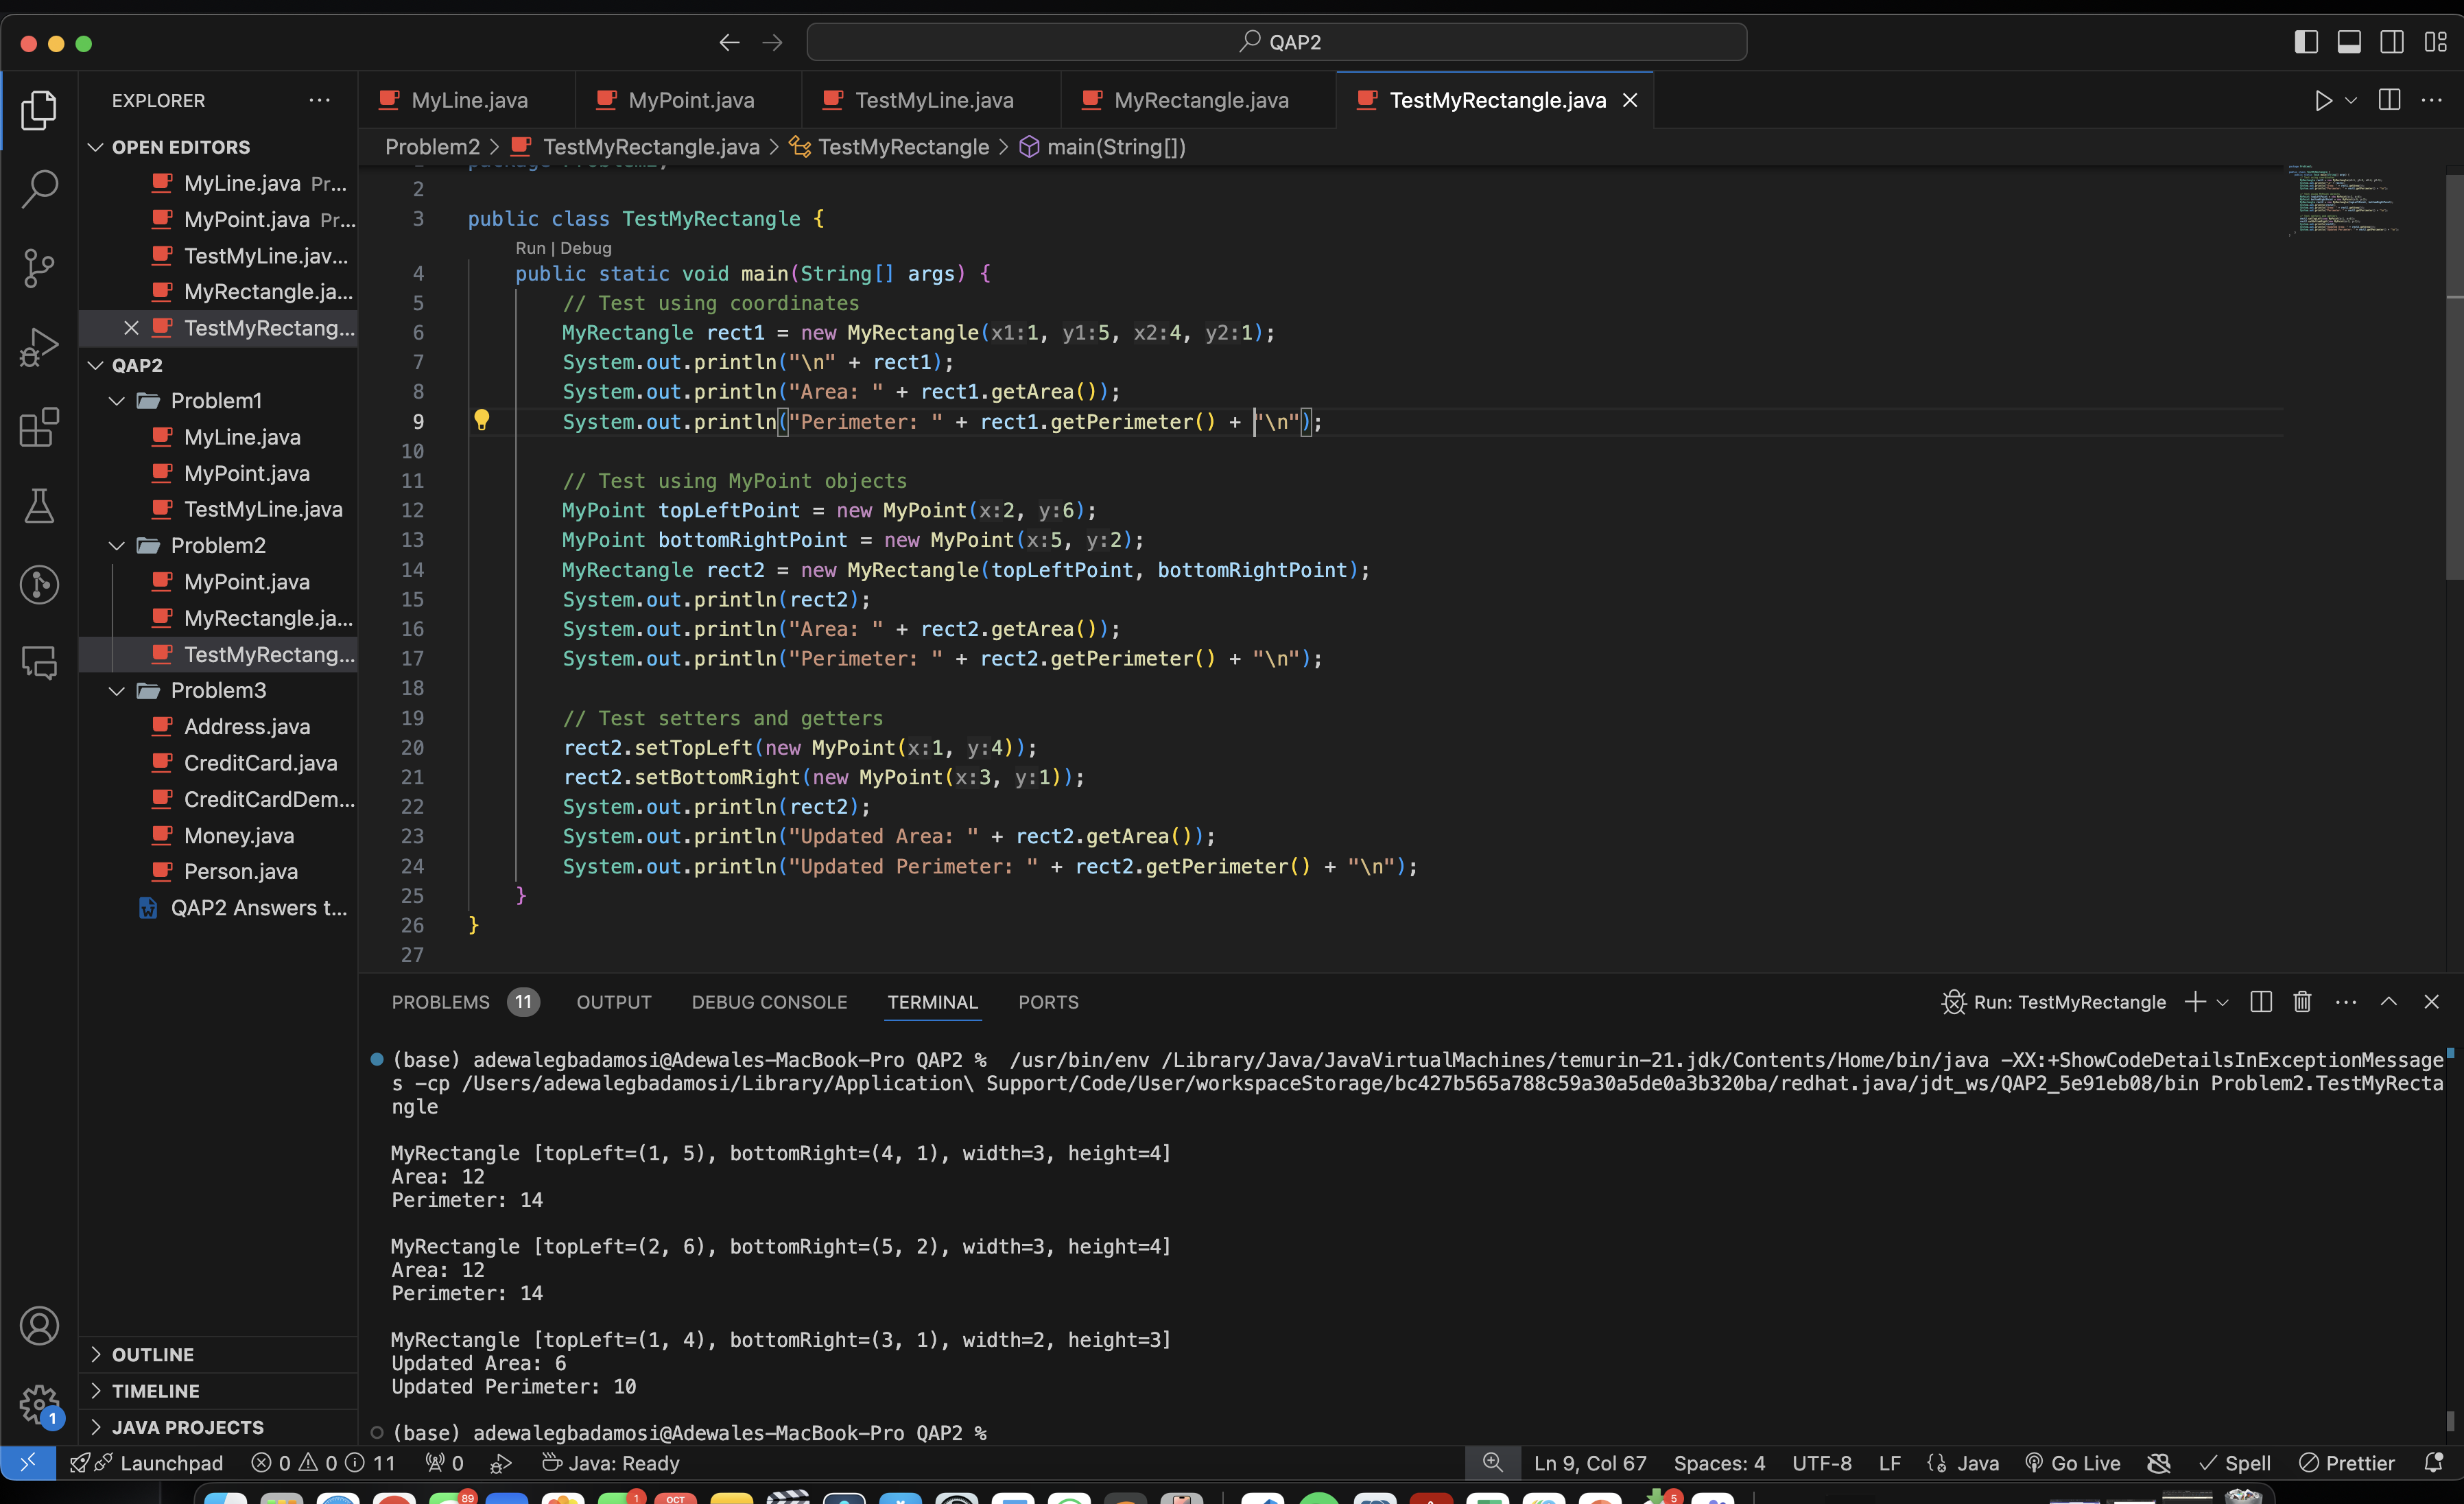 QAP2
EXPLORER
OPEN EDITORS
MyLine.java Pr...
MyPoint.java Pr...
TestMyLine.jav...
MyRectangle.ja...
TestMyRectang...
QAP2
Problem1
MyLine.java
MyPoint.java
TestMyLine.java
Problem2
MyPoint.java
MyRectangle.ja...
TestMyRectang...
Problem3
Address.java
CreditCard.java
CreditCardDem...
Money.java
Person.java
QAP2 Answers t...
OUTLINE
TIMELINE
JAVA PROJECTS
1
MyLine.java MyPoint.java TestMyLine.java MyRectangle.java TestMyRectangle.java
Problem2 > TestMyRectangle.java > TestMyRectangle > main(String[])
2
3 public class TestMyRectangle {
Run | Debug
4 public static void main(String[] args) {
5 // Test using coordinates
6 MyRectangle rect1 = new MyRectangle(x1:1, y1:5, x2:4, y2:1);
7 System.out.println("\n" + rect1);
8 System.out.println("Area: " + rect1.getArea());
9 System.out.println("Perimeter: " + rect1.getPerimeter() + "\n");
10
11 // Test using MyPoint objects
12 MyPoint topLeftPoint = new MyPoint(x:2, y:6);
13 MyPoint bottomRightPoint = new MyPoint(x:5, y:2);
14 MyRectangle rect2 = new MyRectangle(topLeftPoint, bottomRightPoint);
15 System.out.println(rect2);
16 System.out.println("Area: " + rect2.getArea());
17 System.out.println("Perimeter: " + rect2.getPerimeter() + "\n");
18
19 // Test setters and getters
20 rect2.setTopLeft(new MyPoint(x:1, y:4));
21 rect2.setBottomRight(new MyPoint(x:3, y:1));
22 System.out.println(rect2);
23 System.out.println("Updated Area: " + rect2.getArea());
24 System.out.println("Updated Perimeter: " + rect2.getPerimeter() + "\n");
25 }
26 }
27
PROBLEMS 11 OUTPUT DEBUG CONSOLE TERMINAL PORTS Run: TestMyRectangle
(base) adewalegbadamosi@Adewales-MacBook-Pro QAP2 % /usr/bin/env /Library/Java/JavaVirtualMachines/temurin-21.jdk/Contents/Home/bin/java -XX:+ShowCodeDetailsInExceptionMessage
s -cp /Users/adewalegbadamosi/Library/Application\ Support/Code/User/workspaceStorage/bc427b565a788c59a30a5de0a3b320ba/redhat.java/jdt_ws/QAP2_5e91eb08/bin Problem2.TestMyRecta
ngle
MyRectangle [topLeft=(1, 5), bottomRight=(4, 1), width=3, height=4]
Area: 12
Perimeter: 14
MyRectangle [topLeft=(2, 6), bottomRight=(5, 2), width=3, height=4]
Area: 12
Perimeter: 14
MyRectangle [topLeft=(1, 4), bottomRight=(3, 1), width=2, height=3]
Updated Area: 6
Updated Perimeter: 10
(base) adewalegbadamosi@Adewales-MacBook-Pro QAP2 %
Launchpad 0 0 11 0 Java: Ready Ln 9, Col 67 Spaces: 4 UTF-8 LF Java Go Live Spell Prettier
89 1 OCT 5